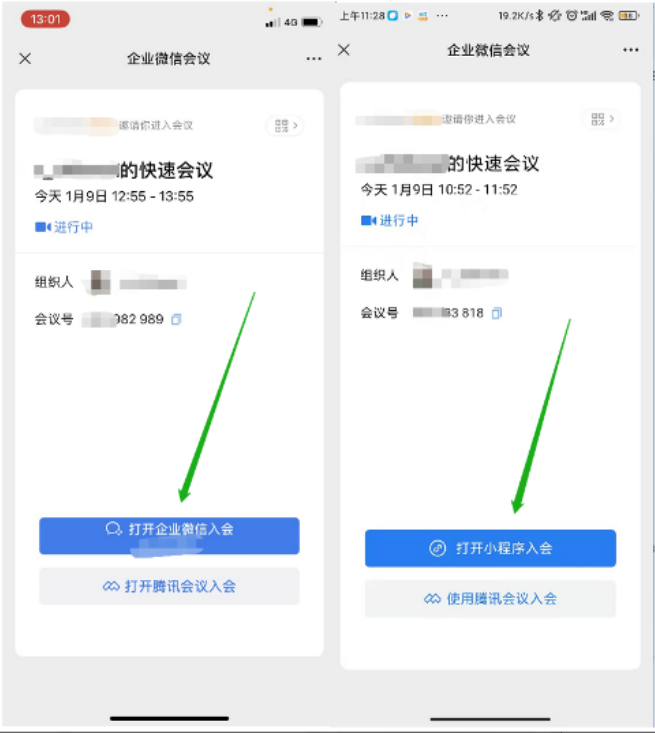 13:01
4G
企业微信会议
邀请你进入会议
的快速会议
今天 1月9日 12:55 - 13:55
进行中
组织人
会议号 982 989
打开企业微信入会
打开腾讯会议入会
上午11:28
19.2K/s
企业微信会议
邀请你进入会议
的快速会议
今天 1月9日 10:52 - 11:52
进行中
组织人
会议号 33 818
打开小程序入会
使用腾讯会议入会